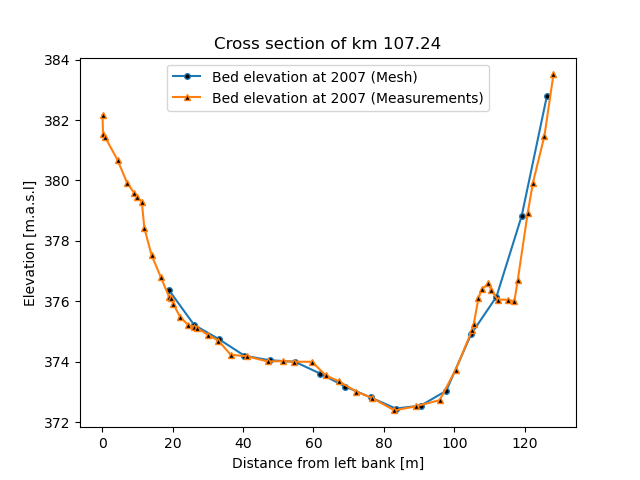 Cross section of km 107.24
Bed elevation at 2007 (Mesh)
Bed elevation at 2007 (Measurements)
Elevation [m.a.s.l]
384
382
380
378
376
374
372
0 20 40 60 80 100 120
Distance from left bank [m]